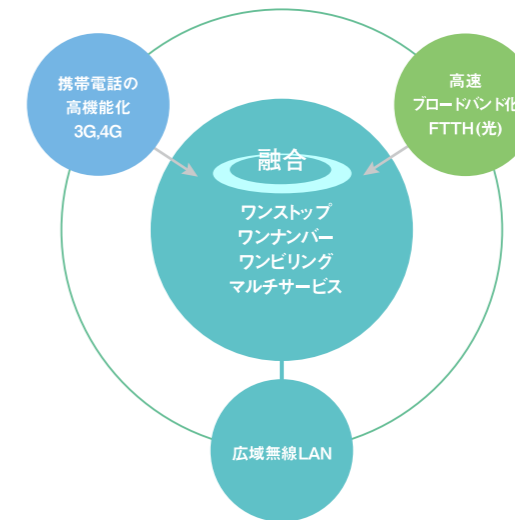 携帯電話の
高機能化
3G,4G
高速
ブロードバンド化
FTTH(光)
融合
ワンストップ
ワンナンバー
ワンビリング
マルチサービス
広域無線LAN